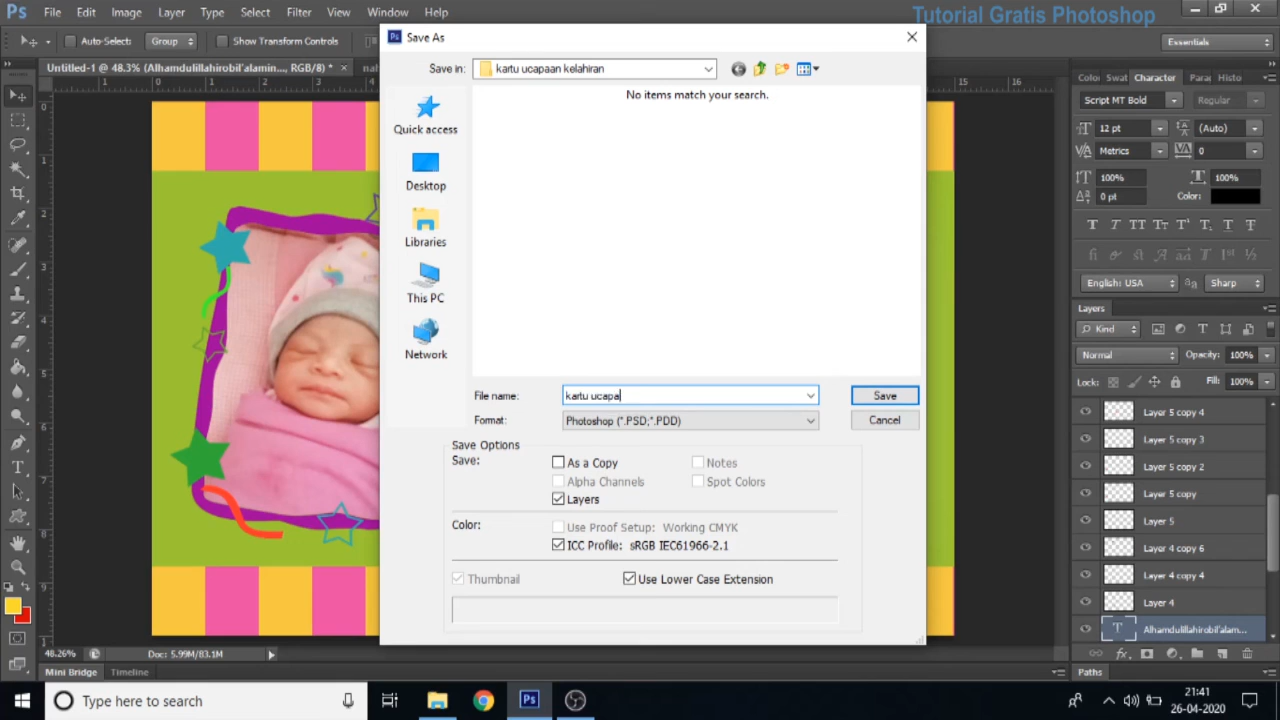 Tutorial Gratis Photoshop
Ps File Edit Image Layer Type Select Filter View Window Help
Auto-Select: Group Show Transform Controls
Essentials
Untitled-1 @ 48.3% (Alhamdulillahirobil'alamin..., RGB/8) *
Save As
Save in: kartu ucapaan kelahiran
No items match your search.
Quick access
Desktop
Libraries
This PC
Network
File name: kartu ucapa
Format: Photoshop (*.PSD;*.PDD)
Save
Cancel
Save Options
Save:
As a Copy Notes
Alpha Channels Spot Colors
Layers
Color:
Use Proof Setup: Working CMYK
ICC Profile: sRGB IEC61966-2.1
Thumbnail Use Lower Case Extension
Colo Swat Character Para Histo
Script MT Bold Regular
12 pt (Auto)
Metrics 0
100% 100%
0 pt Color:
English: USA Sharp
Layers
Kind
Normal Opacity: 100%
Lock: Fill: 100%
Layer 5 copy 4
Layer 5 copy 3
Layer 5 copy 2
Layer 5 copy
Layer 5
Layer 4 copy 6
Layer 4 copy 4
Layer 4
Alhamdulillahirobil'alam...
Paths
48.26% Doc: 5.99M/83.1M
Mini Bridge Timeline
Type here to search
21:41
26-04-2020